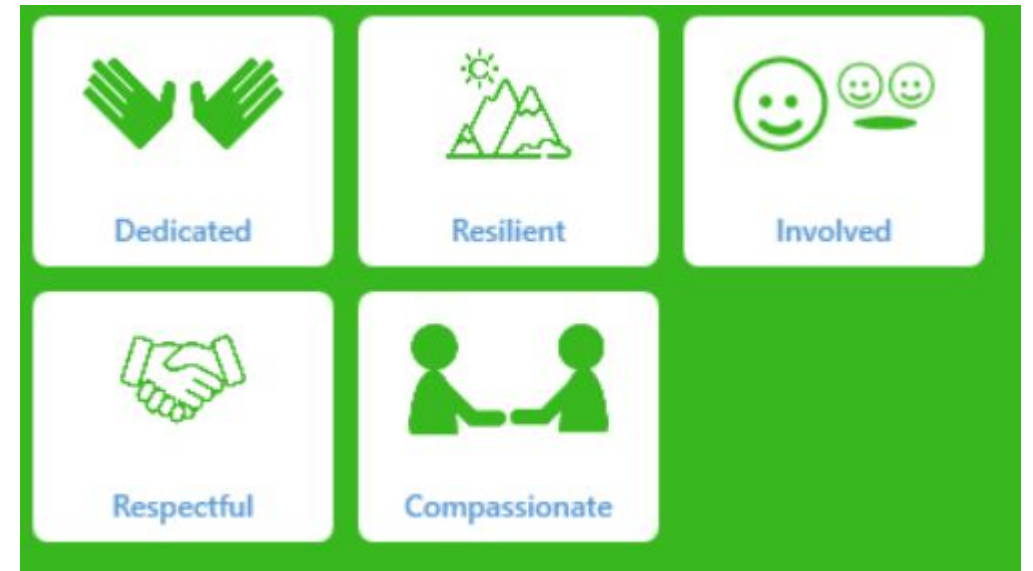 Dedicated
Resilient
Involved
Respectful
Compassionate